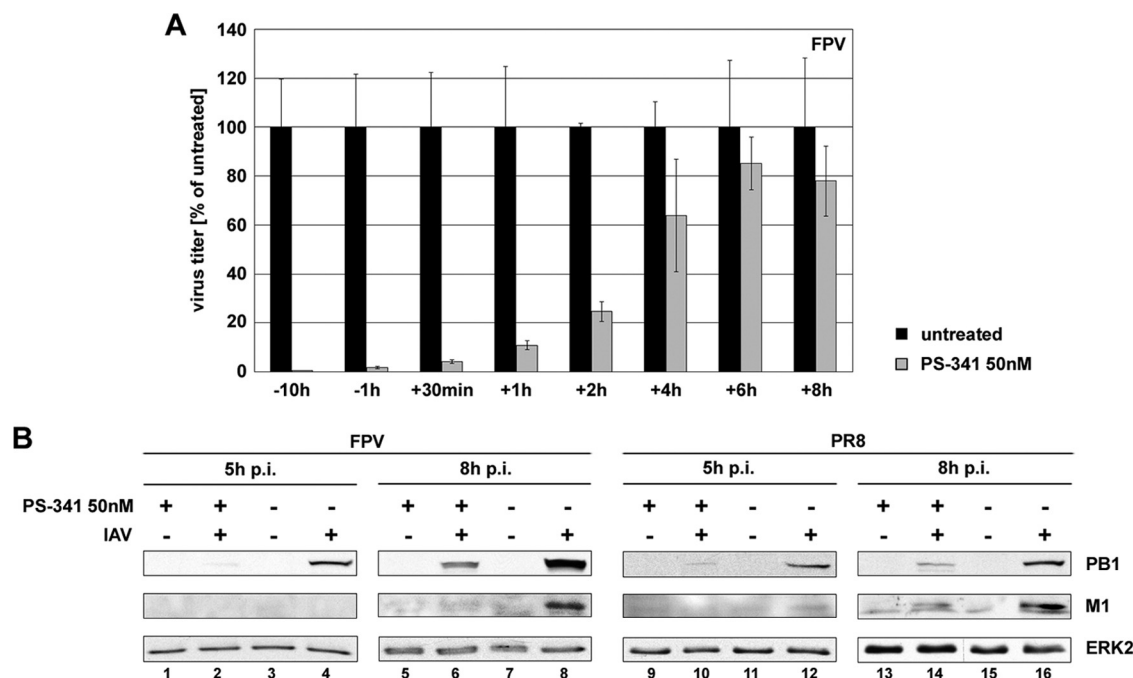 A
FPV
virus titer [% of untreated]
140
120
100
80
60
40
20
0
-10h -1h +30min +1h +2h +4h +6h +8h
untreated
PS-341 50nM
B
FPV PR8
5h p.i. 8h p.i. 5h p.i. 8h p.i.
PS-341 50nM + + - - + + - - + + - - + + - -
IAV - + - + - + - + - + - + - + - +
PB1
M1
ERK2
1 2 3 4 5 6 7 8 9 10 11 12 13 14 15 16